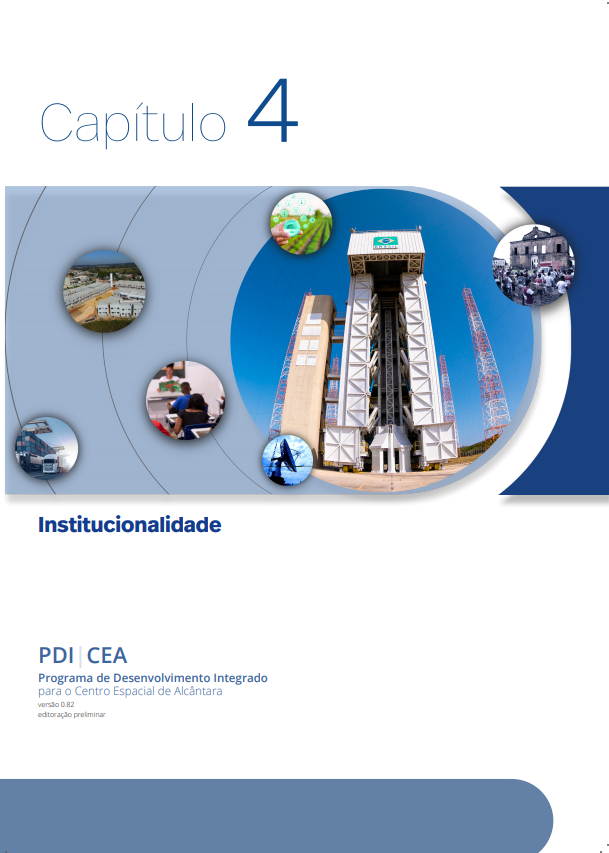 Capítulo 4
BRASIL
Institucionalidade
PDI|CEA
Programa de Desenvolvimento Integrado
para o Centro Espacial de Alcântara
versão 0.82
editoração preliminar